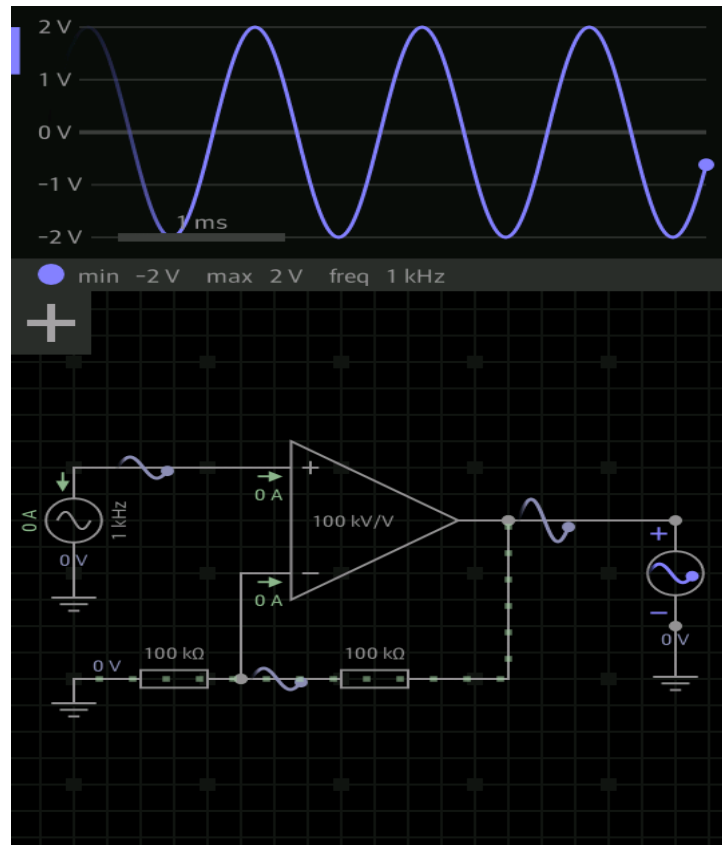 2 V
1 V
0 V
−1 V
−2 V
1 ms
min −2 V max 2 V freq 1 kHz
+
+
0 A
0 A
1 kHz
100 kV/V
0 V
−
0 A
+
−
0 V
0 V
100 kΩ
100 kΩ